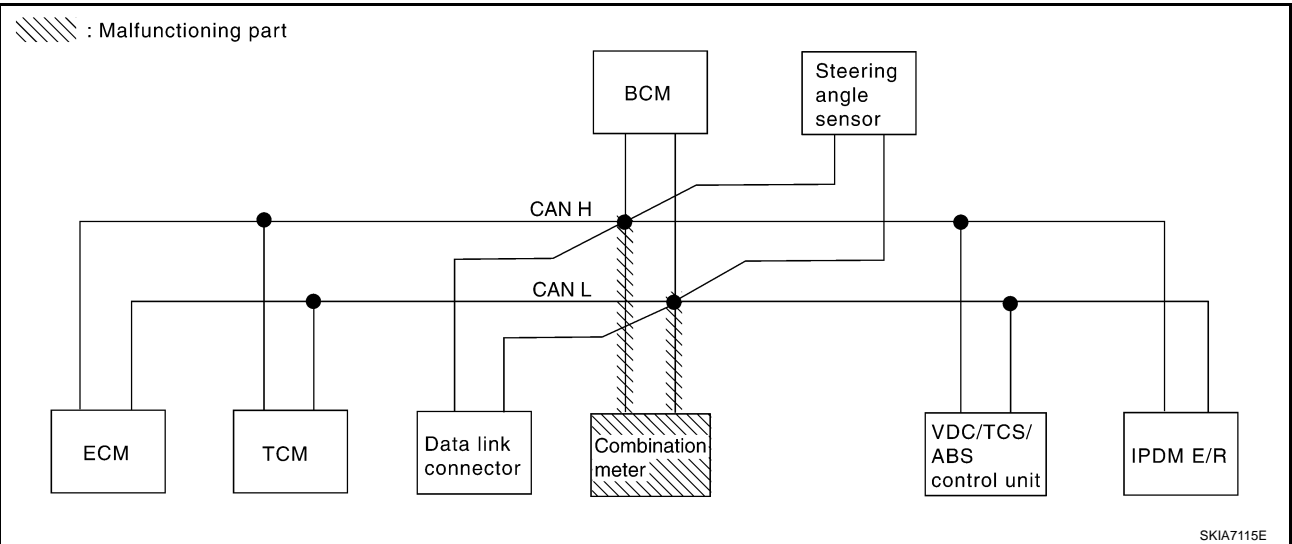 : Malfunctioning part
BCM
Steering
angle
sensor
CAN H
CAN L
ECM
TCM
Data link
connector
Combination
meter
VDC/TCS/
ABS
control unit
IPDM E/R
SKIA7115E